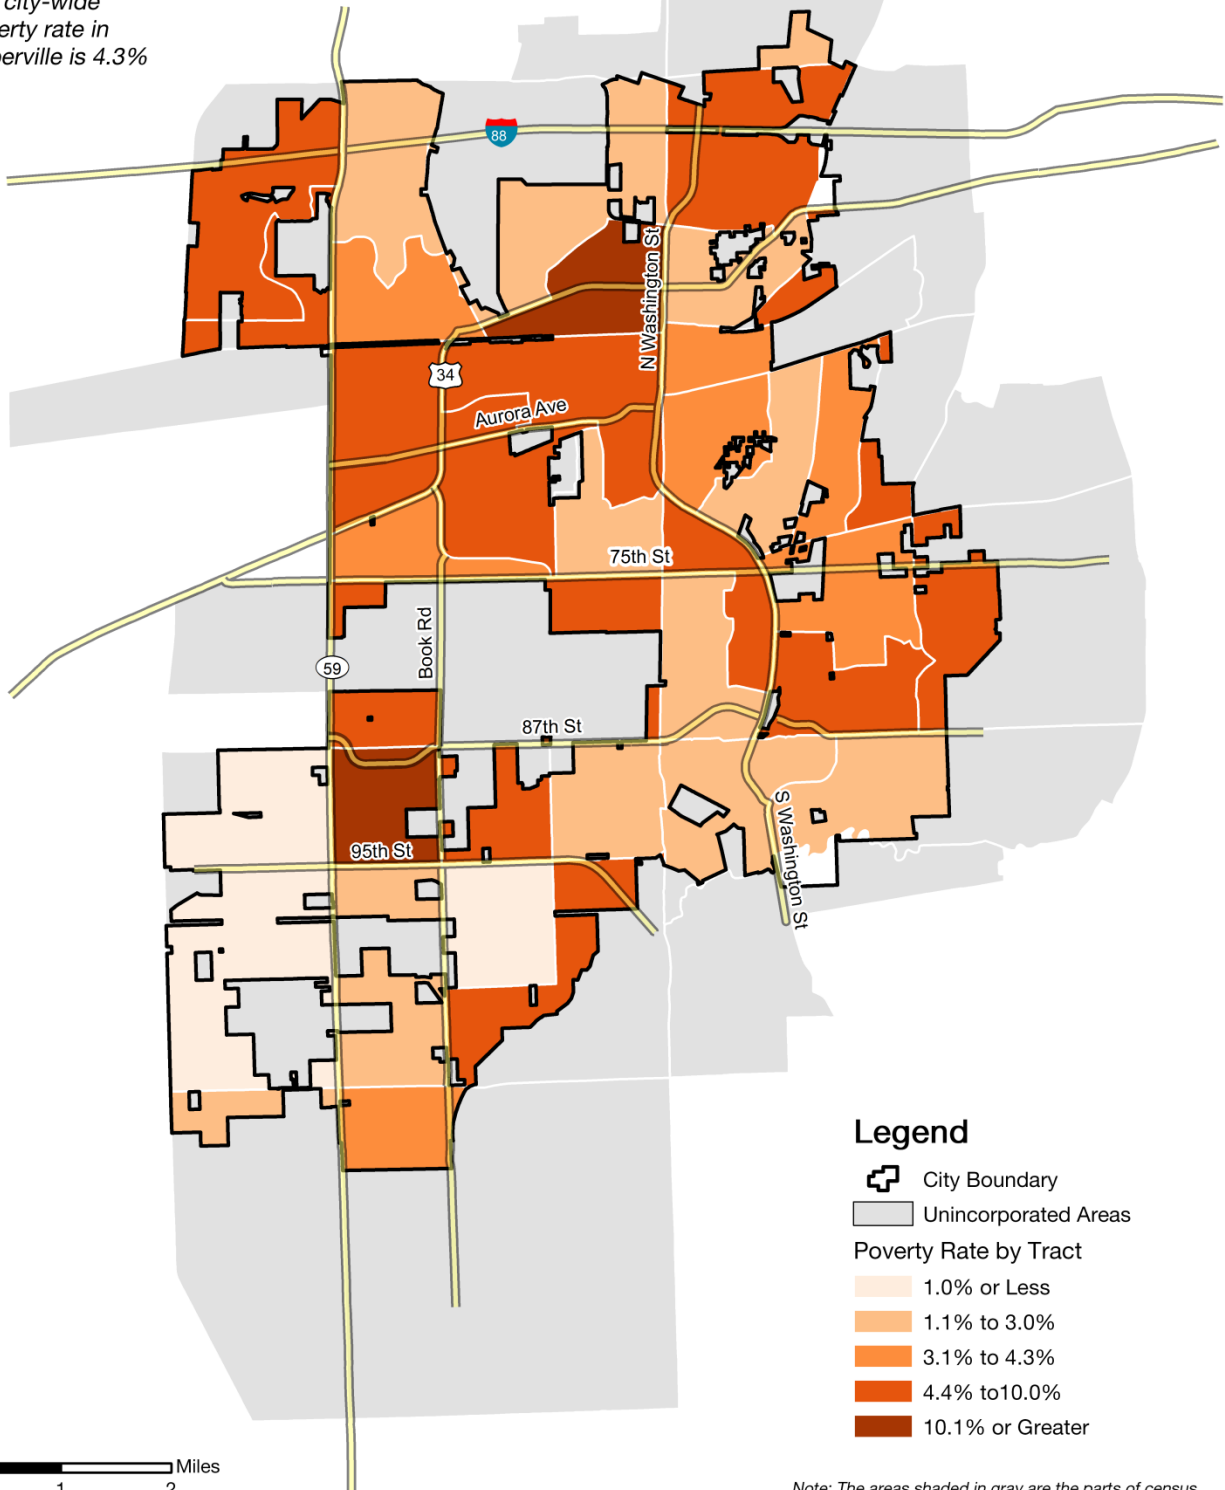 city-wide
rate in
is 4.3%
88
N Washington St
34
Aurora Ave
75th St
Book Rd
59
87th St
S Washington St
95th St
Legend
City Boundary
Unincorporated Areas
Poverty Rate by Tract
1.0% or Less
1.1% to 3.0%
3.1% to 4.3%
4.4% to10.0%
10.1% or Greater
Miles
1 2
Note: The areas shaded in gray are the parts of census